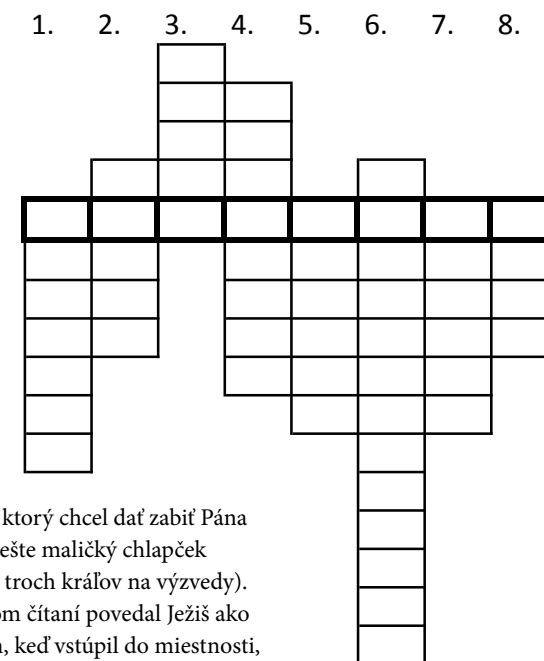 1. 2. 3. 4. 5. 6. 7. 8.
ktorý chcel dať zabiť Pána
ešte maličký chlapček
troch kráľov na výzvedy).
om čítaní povedal Ježiš ako
, keď vstúpil do miestnosti,